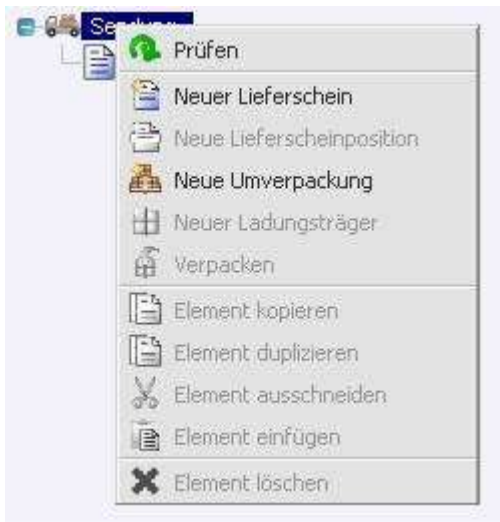 Prüfen
Neuer Lieferschein
Neue Lieferscheinposition
Neue Umverpackung
Neuer Ladungsträger
Verpacken
Element kopieren
Element duplizieren
Element ausschneiden
Element einfügen
Element löschen